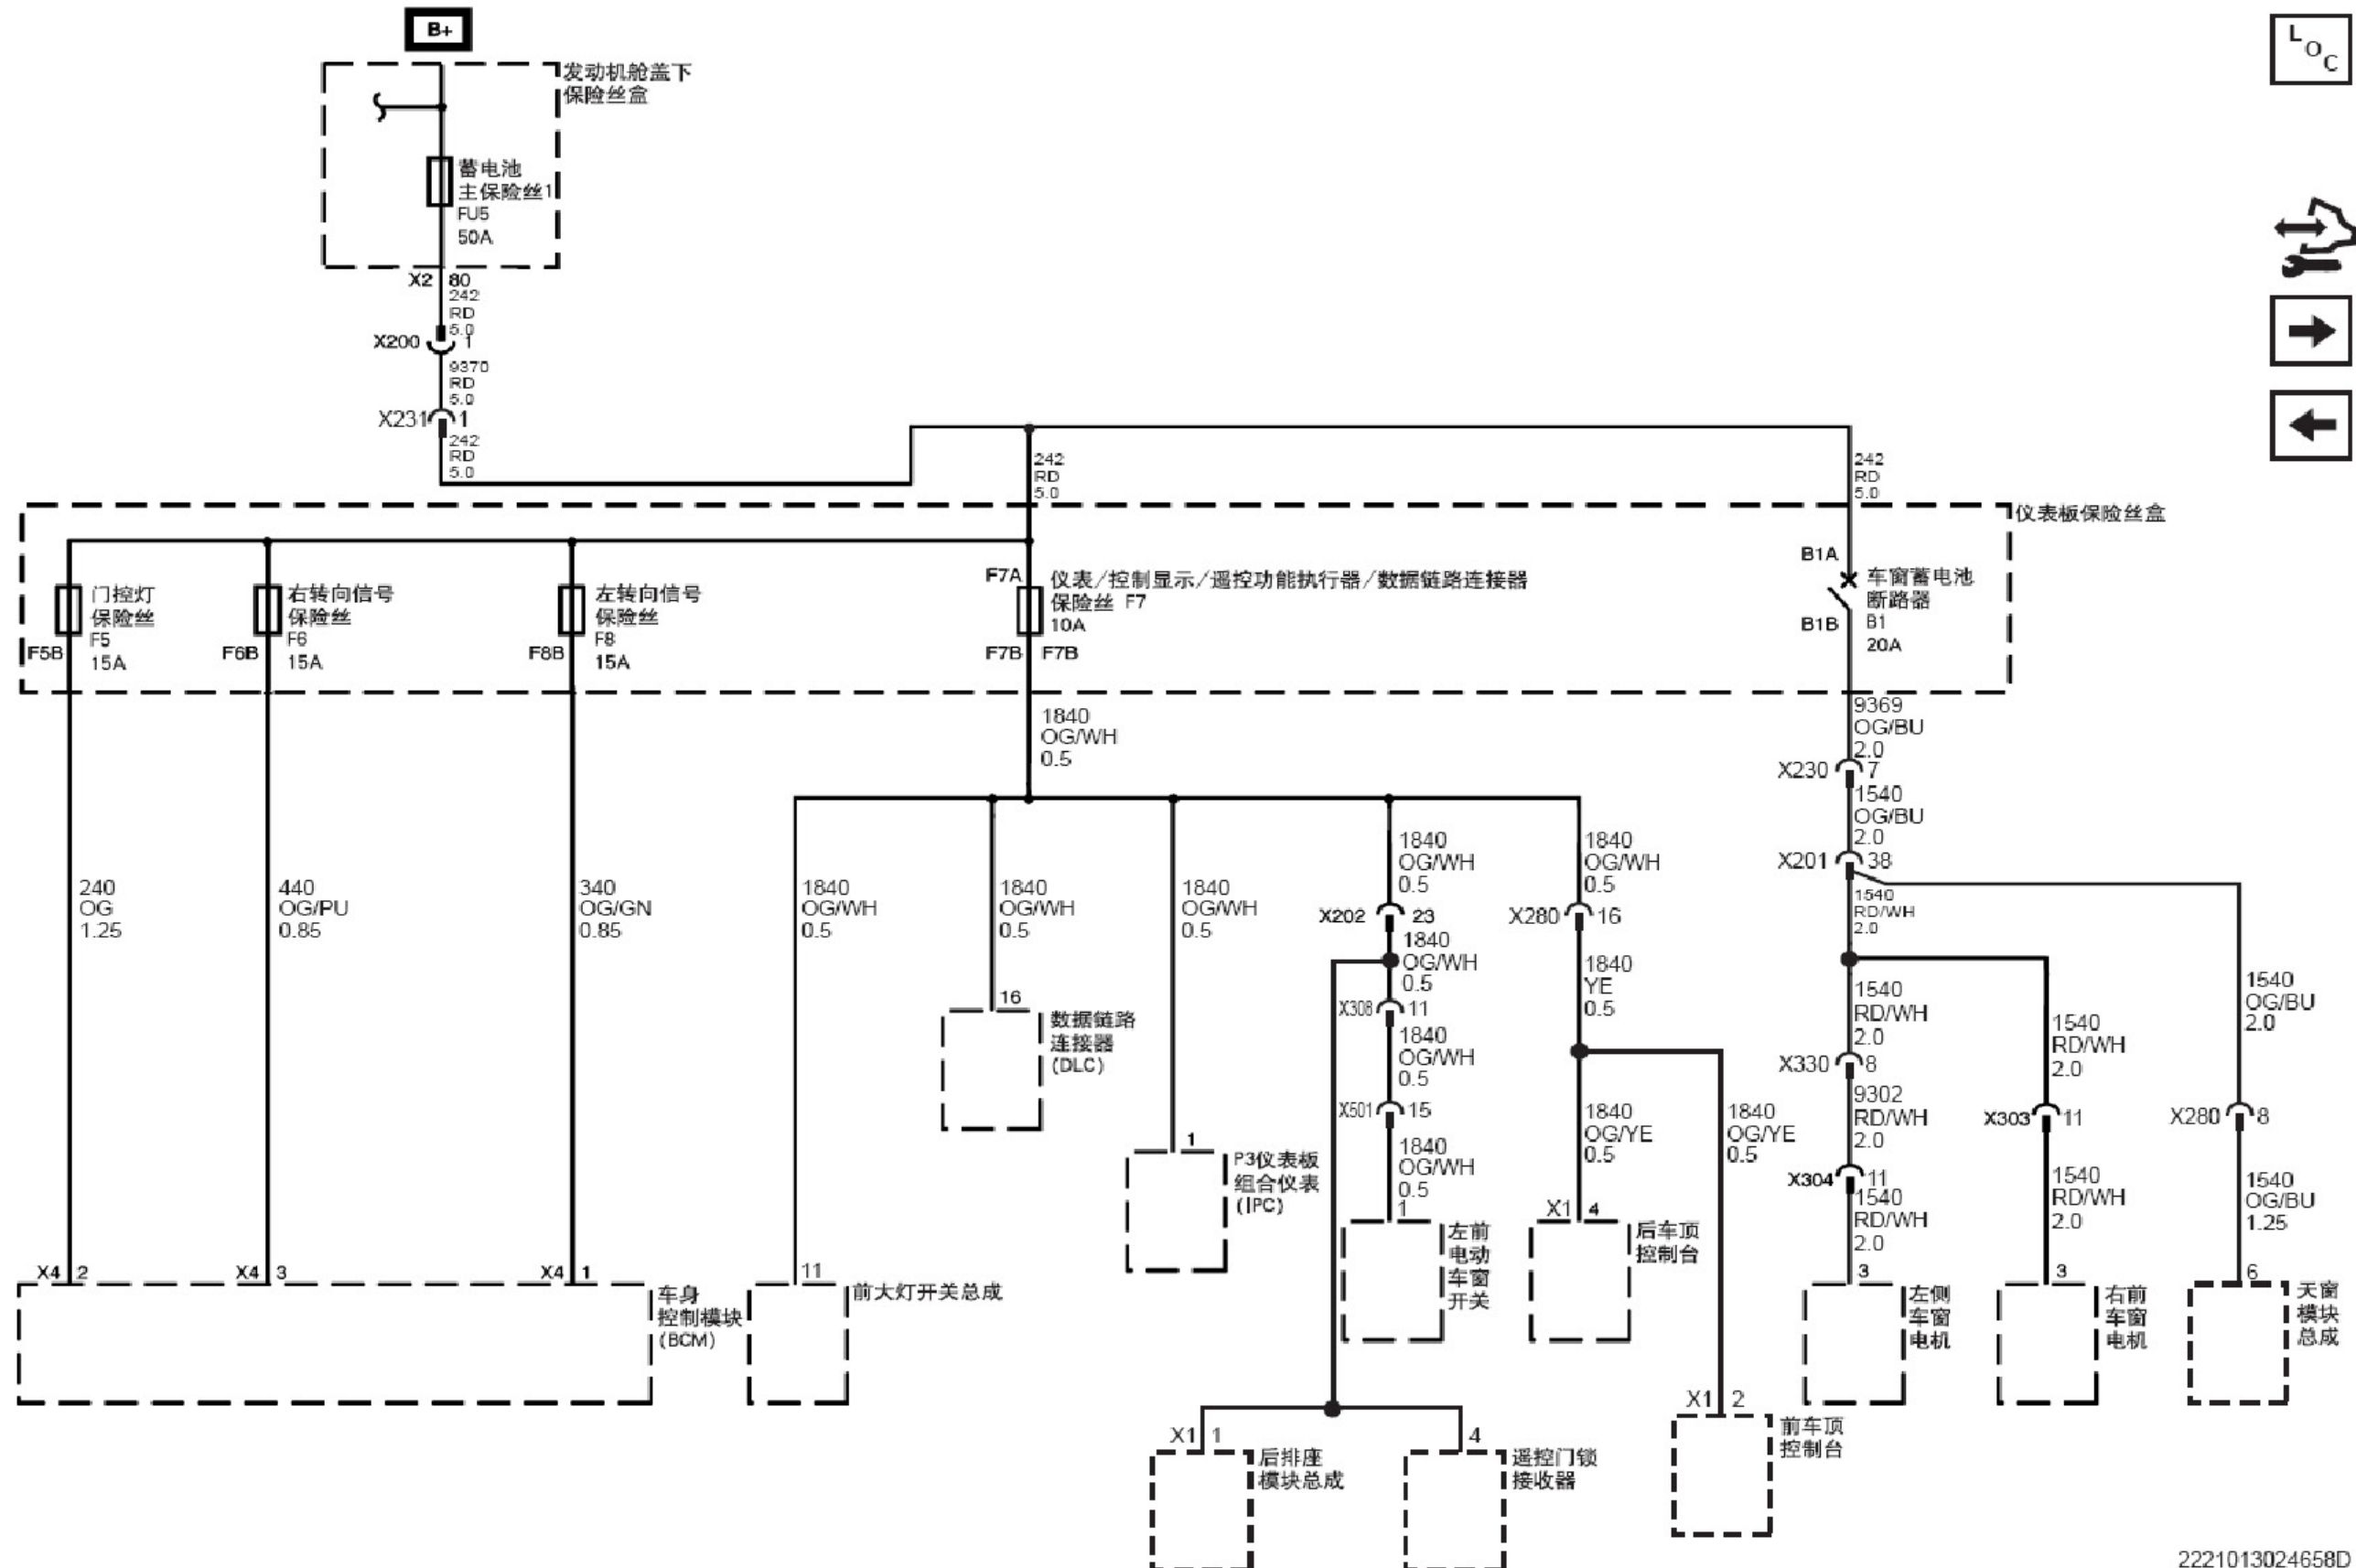 B+
L
O
C
发动机舱盖下
保险丝盒
蓄电池
主保险丝1
FU5
50A
X2 80
242
RD
5.0
X200 1
9370
RD
5.0
X231 1
242
RD
5.0
242
RD
5.0
242
RD
5.0
仪表板保险丝盒
门控灯
保险丝
F5
15A
F5B
右转向信号
保险丝
F6
15A
F6B
左转向信号
保险丝
F8
15A
F8B
F7A
仪表/控制显示/遥控功能执行器/数据链路连接器
保险丝 F7
10A
F7B F7B
B1A
车窗蓄电池
断路器
B1
20A
B1B
1840
OG/WH
0.5
9369
OG/BU
2.0
X230 7
1540
OG/BU
2.0
X201 38
1540
RD/WH
2.0
240
OG
1.25
440
OG/PU
0.85
340
OG/GN
0.85
1840
OG/WH
0.5
1840
OG/WH
0.5
1840
OG/WH
0.5
1840
OG/WH
0.5
X202 23
1840
OG/WH
0.5
X308 11
1840
OG/WH
0.5
X501 15
1840
OG/WH
0.5
1
左前
电动
车窗
开关
1840
OG/WH
0.5
X280 16
1840
YE
0.5
1840
OG/YE
0.5
X1 4
后车顶
控制台
1840
OG/YE
0.5
X1 2
前车顶
控制台
1540
RD/WH
2.0
X330 8
9302
RD/WH
2.0
X304 11
1540
RD/WH
2.0
3
左侧
车窗
电机
1540
RD/WH
2.0
X303 11
1540
RD/WH
2.0
3
右前
车窗
电机
1540
OG/BU
2.0
X280 8
1540
OG/BU
1.25
6
天窗
模块
总成
16
数据链路
连接器
(DLC)
1
P3仪表板
组合仪表
(IPC)
X4 2
X4 3
X4 1
车身
控制模块
(BCM)
11
前大灯开关总成
X1 1
后排座
模块总成
4
遥控门锁
接收器
2221013024658D